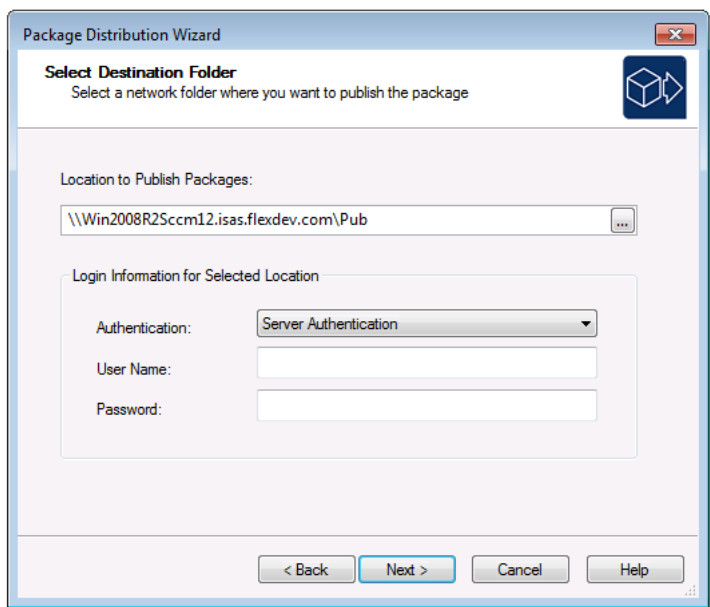 Package Distribution Wizard
Select Destination Folder
Select a network folder where you want to publish the package
Location to Publish Packages:
\\Win2008R2Sccm12.isas.flexdev.com\Pub
...
Login Information for Selected Location
Authentication:
Server Authentication
User Name:
Password:
< Back
Next >
Cancel
Help